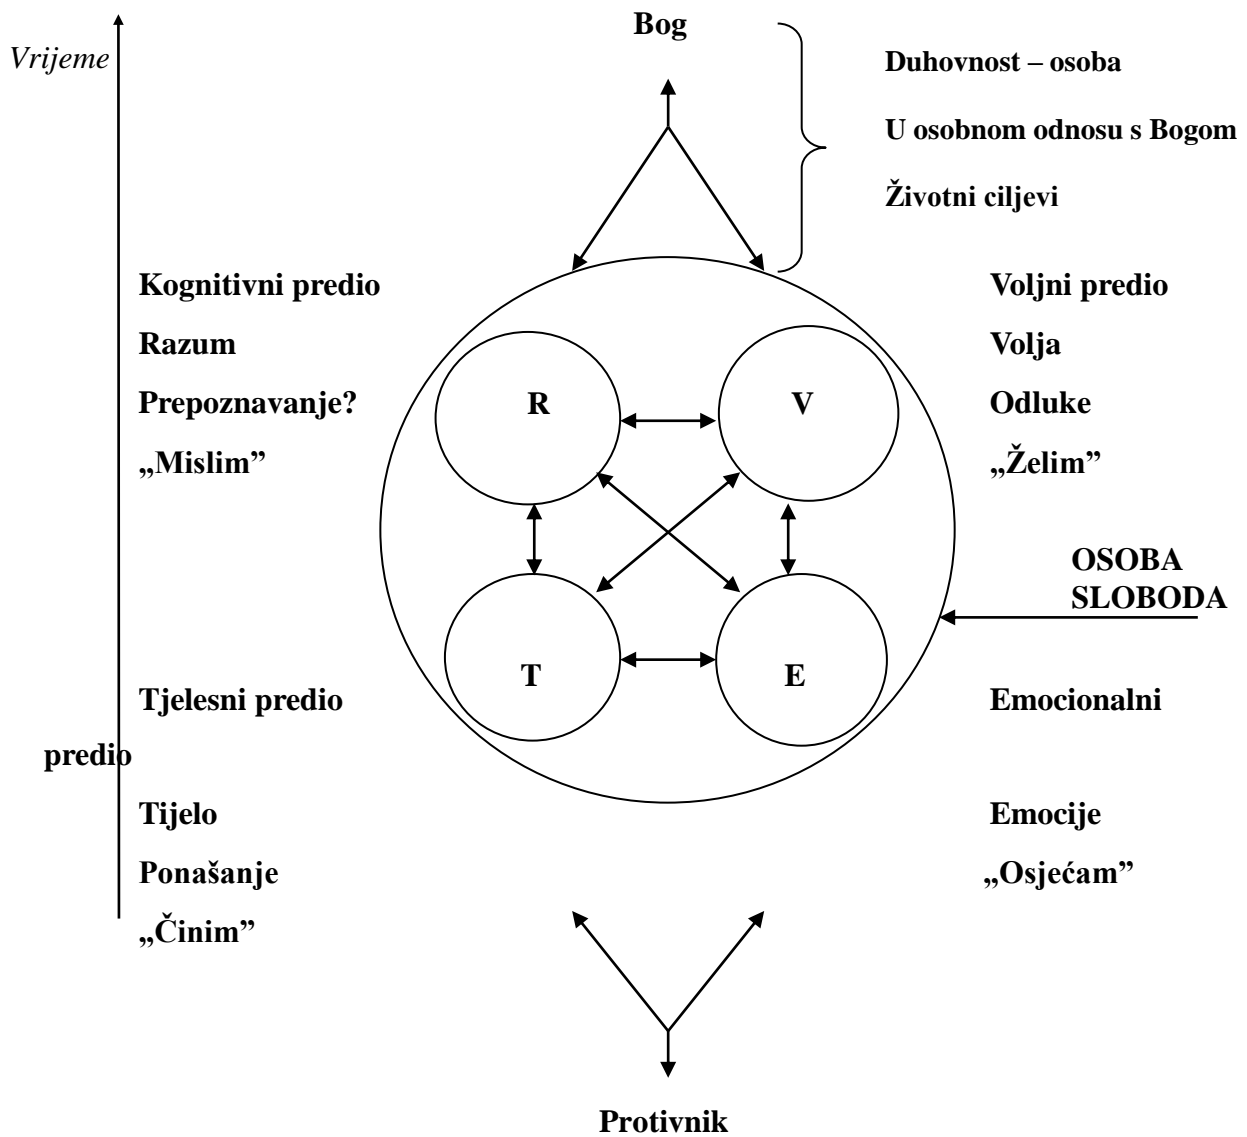 Bog
Vrijeme
Duhovnost – osoba
U osobnom odnosu s Bogom
Životni ciljevi
Kognitivni predio
Voljni predio
Razum
Volja
Prepoznavanje?
R
V
Odluke
„Mislim”
„Želim”
OSOBA
SLOBODA
T
E
Tjelesni predio
Emocionalni
predio
Tijelo
Emocije
Ponašanje
„Osjećam”
„Činim”
Protivnik